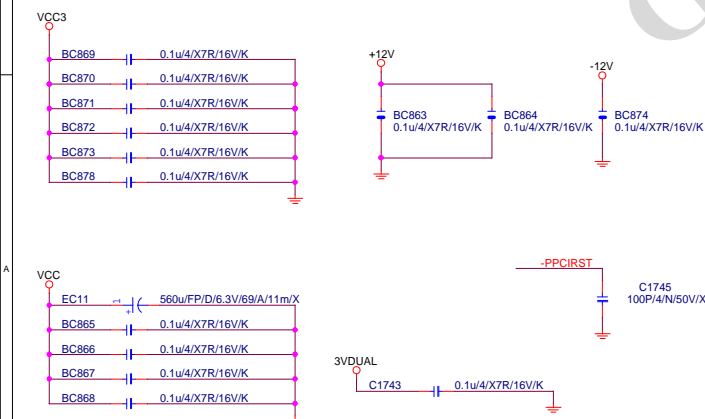 VCC3
BC869 0.1u/4/X7R/16V/K
BC870 0.1u/4/X7R/16V/K
BC871 0.1u/4/X7R/16V/K
BC872 0.1u/4/X7R/16V/K
BC873 0.1u/4/X7R/16V/K
BC878 0.1u/4/X7R/16V/K
+12V
BC863
0.1u/4/X7R/16V/K
BC864
0.1u/4/X7R/16V/K
-12V
BC874
0.1u/4/X7R/16V/K
A
VCC
EC11 1 + 560u/FP/D/6.3V/69/A/11m/X
BC865 0.1u/4/X7R/16V/K
BC866 0.1u/4/X7R/16V/K
BC867 0.1u/4/X7R/16V/K
BC868 0.1u/4/X7R/16V/K
-PPCIRST
C1745
100P/4/N/50V/X
3VDUAL
C1743 0.1u/4/X7R/16V/K